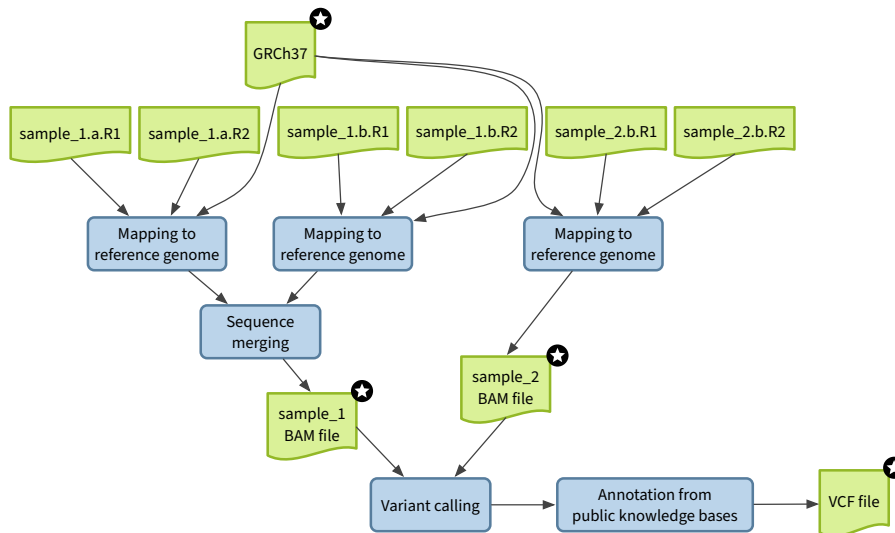 GRCh37
sample_1.a.R1
sample_1.a.R2
sample_1.b.R1
sample_1.b.R2
sample_2.b.R1
sample_2.b.R2
Mapping to
reference genome
Mapping to
reference genome
Mapping to
reference genome
Sequence
merging
sample_2
BAM file
sample_1
BAM file
Variant calling
Annotation from
public knowledge bases
VCF file